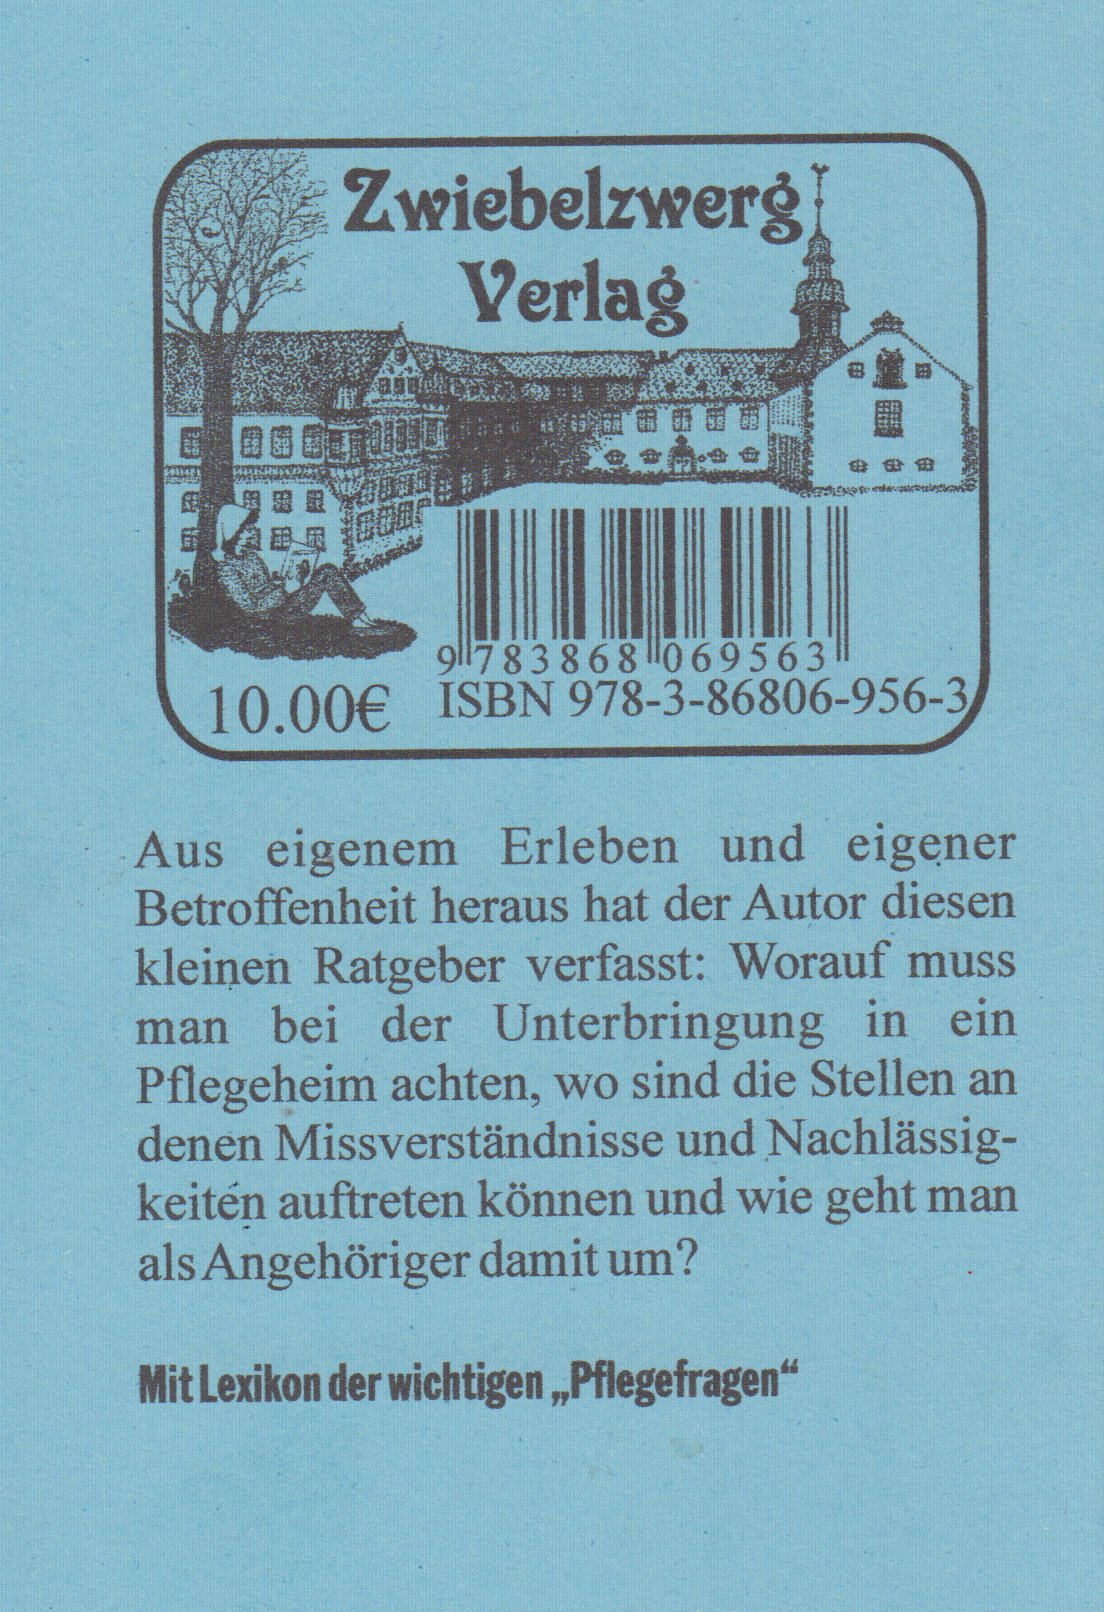 Zwiebelzwerg
Verlag
9 783868 069563
10.00€
ISBN 978-3-86806-956-3
Aus eigenem Erleben und eigener
Betroffenheit heraus hat der Autor diesen
kleinen Ratgeber verfasst: Worauf muss
man bei der Unterbringung in ein
Pflegeheim achten, wo sind die Stellen an
denen Missverständnisse und Nachlässig-
keiten auftreten können und wie geht man
als Angehöriger damit um?
Mit Lexikon der wichtigen „Pflegefragen“